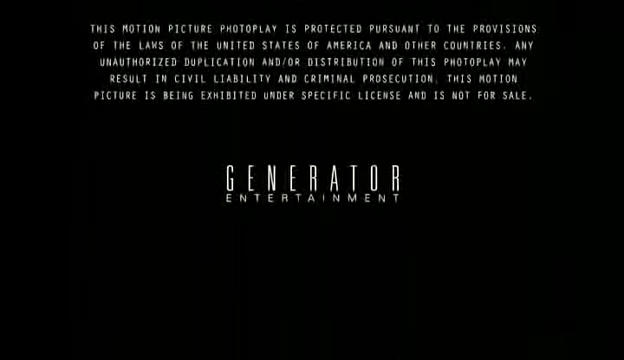 THIS MOTION PICTURE PHOTOPLAY IS PROTECTED PURSUANT TO THE PROVISIONS
OF THE LAWS OF THE UNITED STATES OF AMERICA AND OTHER COUNTRIES. ANY
UNAUTHORIZED DUPLICATION AND/OR DISTRIBUTION OF THIS PHOTOPLAY MAY
RESULT IN CIVIL LIABILITY AND CRIMINAL PROSECUTION. THIS MOTION
PICTURE IS BEING EXHIBITED UNDER SPECIFIC LICENSE AND IS NOT FOR SALE.
GENERATOR
ENTERTAINMENT